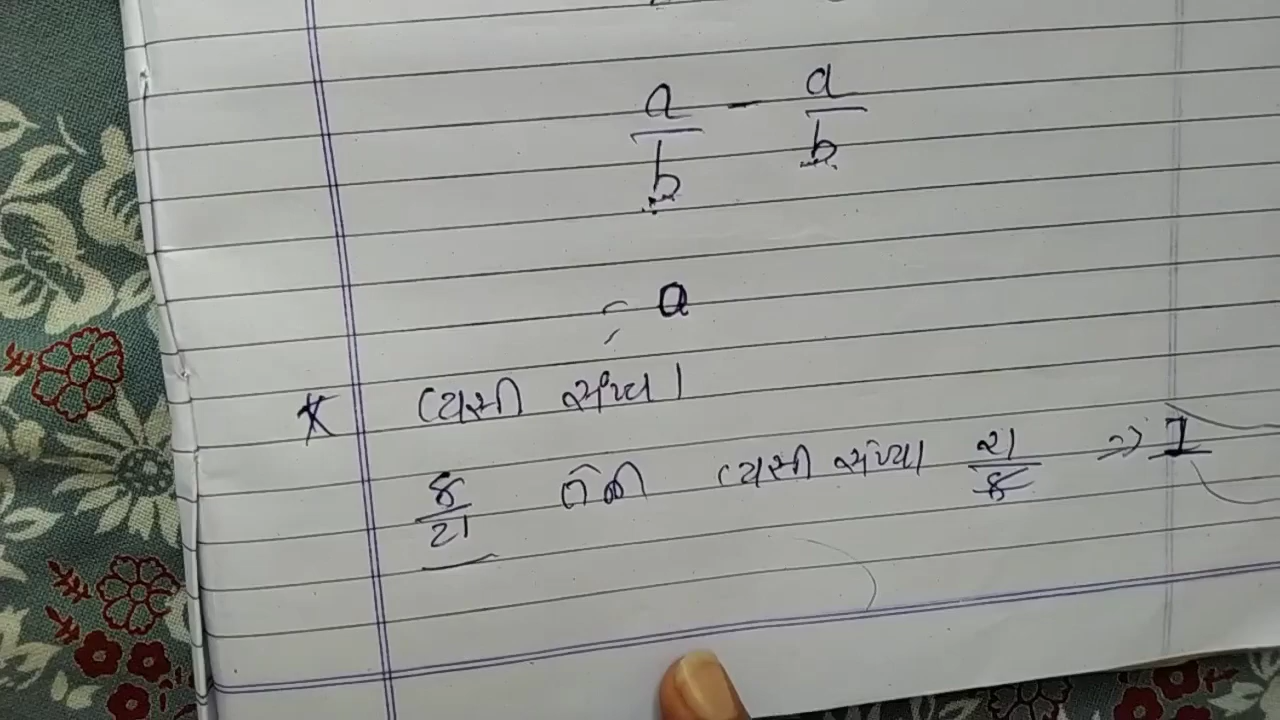 a/b - a/b
= a
* વ્યસ્ત સંખ્યા
8/21 તેની વ્યસ્ત સંખ્યા 21/8 => 1